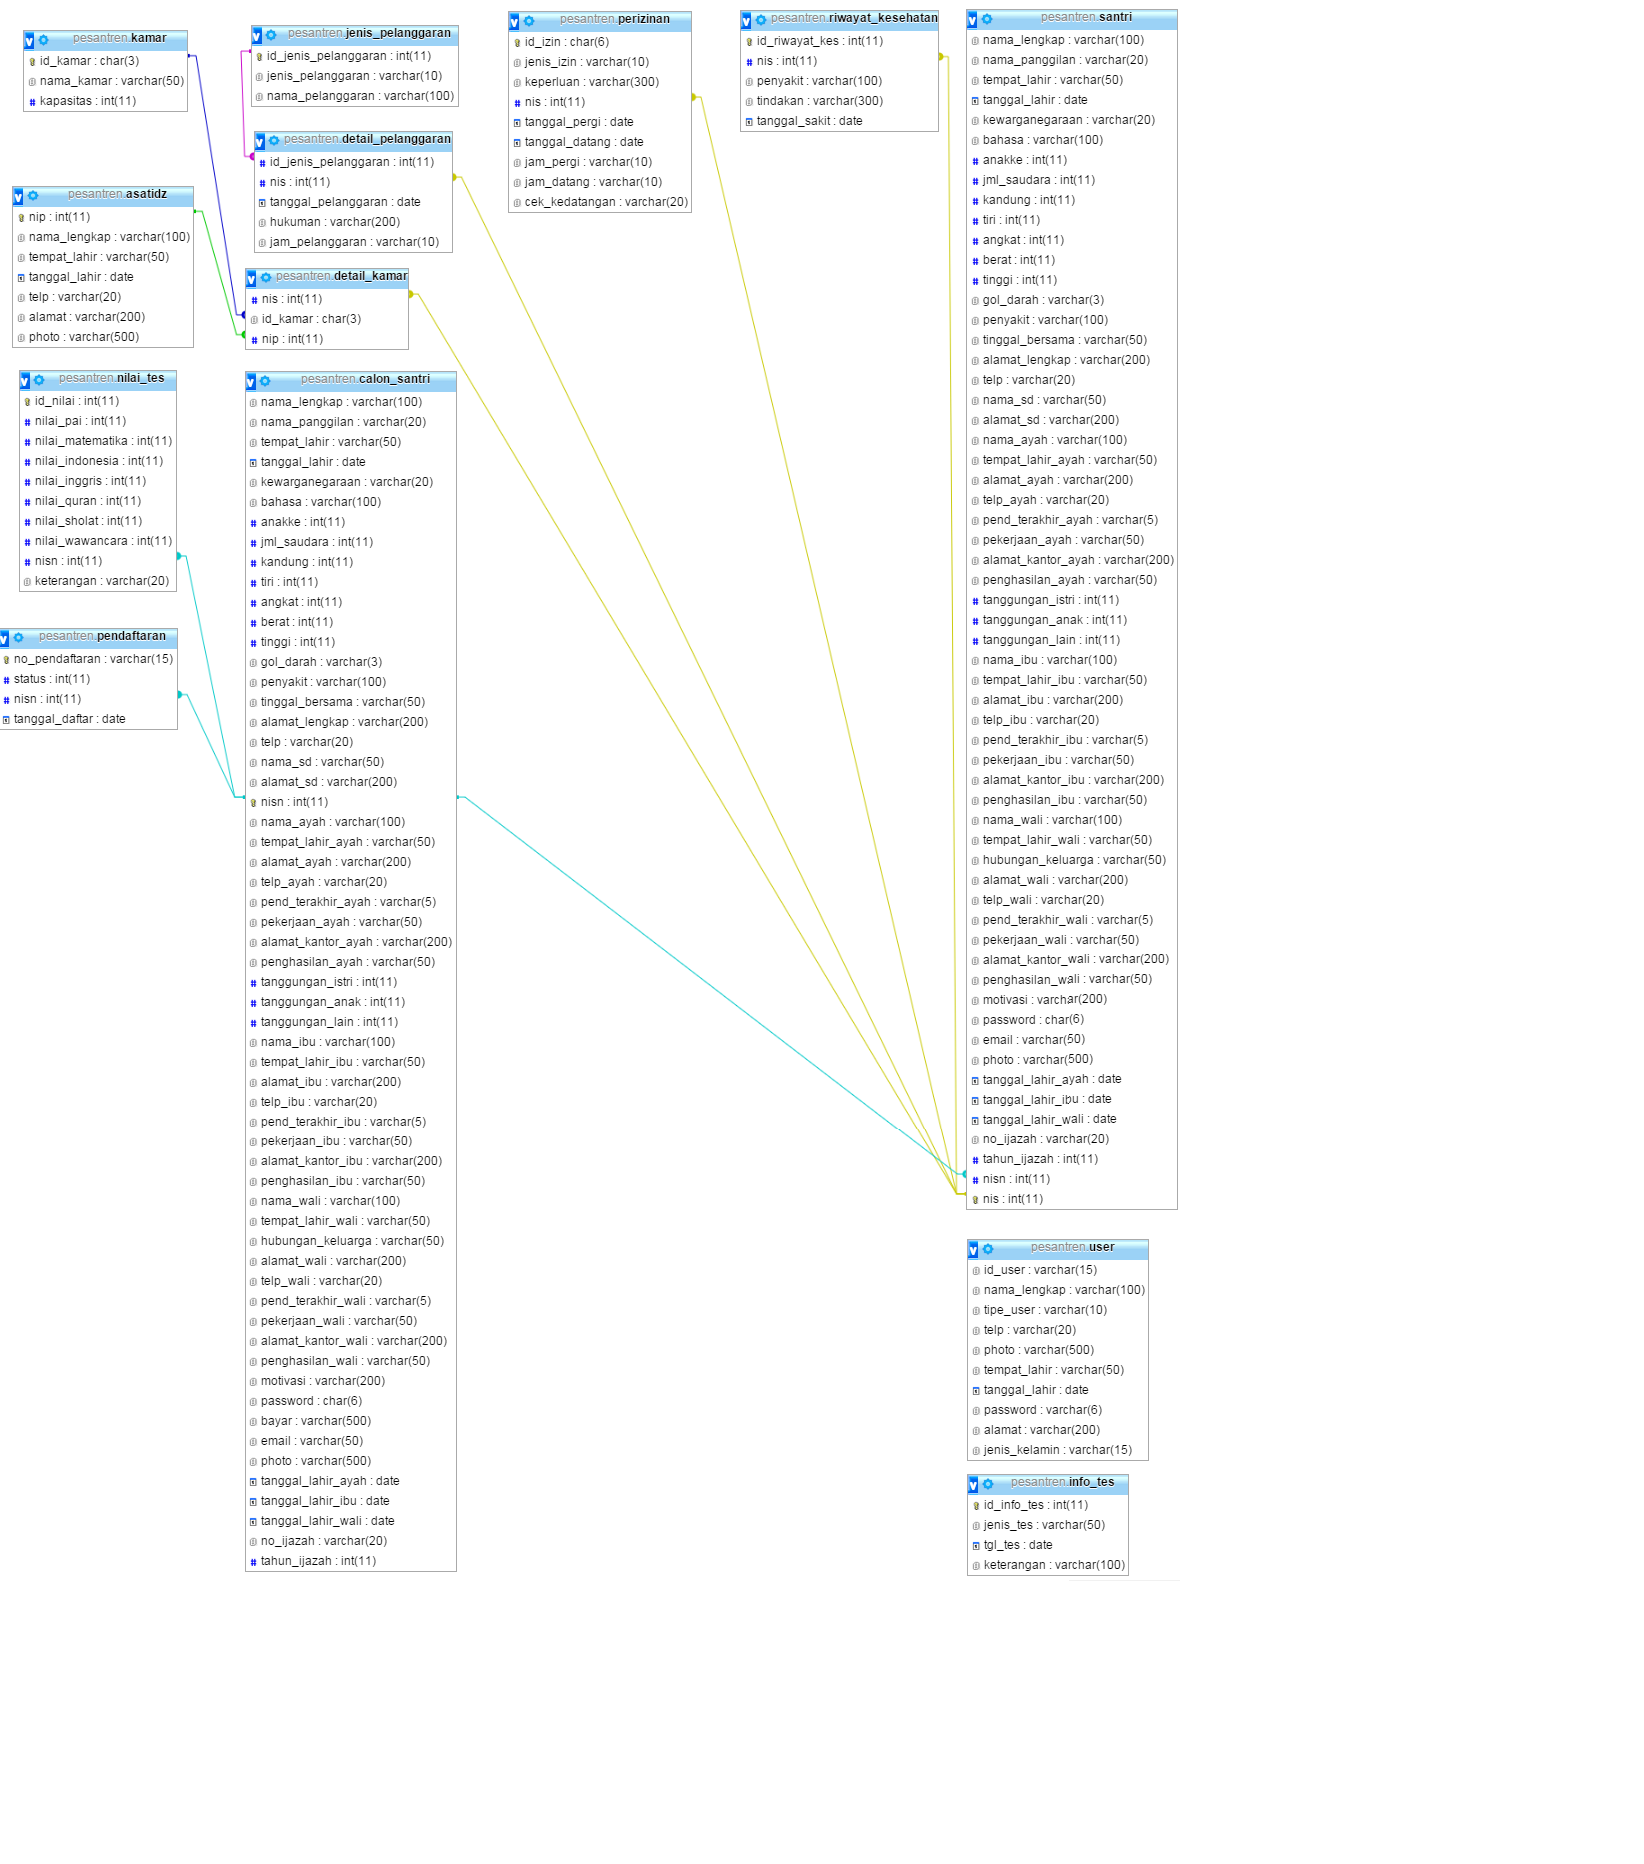 pesantren.kamar
id_kamar : char(3)
nama_kamar : varchar(50)
kapasitas : int(11)
pesantren.jenis_pelanggaran
id_jenis_pelanggaran : int(11)
jenis_pelanggaran : varchar(10)
nama_pelanggaran : varchar(100)
pesantren.detail_pelanggaran
id_jenis_pelanggaran : int(11)
nis : int(11)
tanggal_pelanggaran : date
hukuman : varchar(200)
jam_pelanggaran : varchar(10)
pesantren.asatidz
nip : int(11)
nama_lengkap : varchar(100)
tempat_lahir : varchar(50)
tanggal_lahir : date
telp : varchar(20)
alamat : varchar(200)
photo : varchar(500)
pesantren.detail_kamar
nis : int(11)
id_kamar : char(3)
nip : int(11)
pesantren.nilai_tes
id_nilai : int(11)
nilai_pai : int(11)
nilai_matematika : int(11)
nilai_indonesia : int(11)
nilai_inggris : int(11)
nilai_quran : int(11)
nilai_sholat : int(11)
nilai_wawancara : int(11)
nisn : int(11)
keterangan : varchar(20)
pesantren.pendaftaran
no_pendaftaran : varchar(15)
status : int(11)
nisn : int(11)
tanggal_daftar : date
pesantren.calon_santri
nama_lengkap : varchar(100)
nama_panggilan : varchar(20)
tempat_lahir : varchar(50)
tanggal_lahir : date
kewarganegaraan : varchar(20)
bahasa : varchar(100)
anakke : int(11)
jml_saudara : int(11)
kandung : int(11)
tiri : int(11)
angkat : int(11)
berat : int(11)
tinggi : int(11)
gol_darah : varchar(3)
penyakit : varchar(100)
tinggal_bersama : varchar(50)
alamat_lengkap : varchar(200)
telp : varchar(20)
nama_sd : varchar(50)
alamat_sd : varchar(200)
nisn : int(11)
nama_ayah : varchar(100)
tempat_lahir_ayah : varchar(50)
alamat_ayah : varchar(200)
telp_ayah : varchar(20)
pend_terakhir_ayah : varchar(5)
pekerjaan_ayah : varchar(50)
alamat_kantor_ayah : varchar(200)
penghasilan_ayah : varchar(50)
tanggungan_istri : int(11)
tanggungan_anak : int(11)
tanggungan_lain : int(11)
nama_ibu : varchar(100)
tempat_lahir_ibu : varchar(50)
alamat_ibu : varchar(200)
telp_ibu : varchar(20)
pend_terakhir_ibu : varchar(5)
pekerjaan_ibu : varchar(50)
alamat_kantor_ibu : varchar(200)
penghasilan_ibu : varchar(50)
nama_wali : varchar(100)
tempat_lahir_wali : varchar(50)
hubungan_keluarga : varchar(50)
alamat_wali : varchar(200)
telp_wali : varchar(20)
pend_terakhir_wali : varchar(5)
pekerjaan_wali : varchar(50)
alamat_kantor_wali : varchar(200)
penghasilan_wali : varchar(50)
motivasi : varchar(200)
password : char(6)
bayar : varchar(500)
email : varchar(50)
photo : varchar(500)
tanggal_lahir_ayah : date
tanggal_lahir_ibu : date
tanggal_lahir_wali : date
no_ijazah : varchar(20)
tahun_ijazah : int(11)
pesantren.perizinan
id_izin : char(6)
jenis_izin : varchar(10)
keperluan : varchar(300)
nis : int(11)
tanggal_pergi : date
tanggal_datang : date
jam_pergi : varchar(10)
jam_datang : varchar(10)
cek_kedatangan : varchar(20)
pesantren.riwayat_kesehatan
id_riwayat_kes : int(11)
nis : int(11)
penyakit : varchar(100)
tindakan : varchar(300)
tanggal_sakit : date
pesantren.santri
nama_lengkap : varchar(100)
nama_panggilan : varchar(20)
tempat_lahir : varchar(50)
tanggal_lahir : date
kewarganegaraan : varchar(20)
bahasa : varchar(100)
anakke : int(11)
jml_saudara : int(11)
kandung : int(11)
tiri : int(11)
angkat : int(11)
berat : int(11)
tinggi : int(11)
gol_darah : varchar(3)
penyakit : varchar(100)
tinggal_bersama : varchar(50)
alamat_lengkap : varchar(200)
telp : varchar(20)
nama_sd : varchar(50)
alamat_sd : varchar(200)
nama_ayah : varchar(100)
tempat_lahir_ayah : varchar(50)
alamat_ayah : varchar(200)
telp_ayah : varchar(20)
pend_terakhir_ayah : varchar(5)
pekerjaan_ayah : varchar(50)
alamat_kantor_ayah : varchar(200)
penghasilan_ayah : varchar(50)
tanggungan_istri : int(11)
tanggungan_anak : int(11)
tanggungan_lain : int(11)
nama_ibu : varchar(100)
tempat_lahir_ibu : varchar(50)
alamat_ibu : varchar(200)
telp_ibu : varchar(20)
pend_terakhir_ibu : varchar(5)
pekerjaan_ibu : varchar(50)
alamat_kantor_ibu : varchar(200)
penghasilan_ibu : varchar(50)
nama_wali : varchar(100)
tempat_lahir_wali : varchar(50)
hubungan_keluarga : varchar(50)
alamat_wali : varchar(200)
telp_wali : varchar(20)
pend_terakhir_wali : varchar(5)
pekerjaan_wali : varchar(50)
alamat_kantor_wali : varchar(200)
penghasilan_wali : varchar(50)
motivasi : varchar(200)
password : char(6)
email : varchar(50)
photo : varchar(500)
tanggal_lahir_ayah : date
tanggal_lahir_ibu : date
tanggal_lahir_wali : date
no_ijazah : varchar(20)
tahun_ijazah : int(11)
nisn : int(11)
nis : int(11)
pesantren.user
id_user : varchar(15)
nama_lengkap : varchar(100)
tipe_user : varchar(10)
telp : varchar(20)
photo : varchar(500)
tempat_lahir : varchar(50)
tanggal_lahir : date
password : varchar(6)
alamat : varchar(200)
jenis_kelamin : varchar(15)
pesantren.info_tes
id_info_tes : int(11)
jenis_tes : varchar(50)
tgl_tes : date
keterangan : varchar(100)